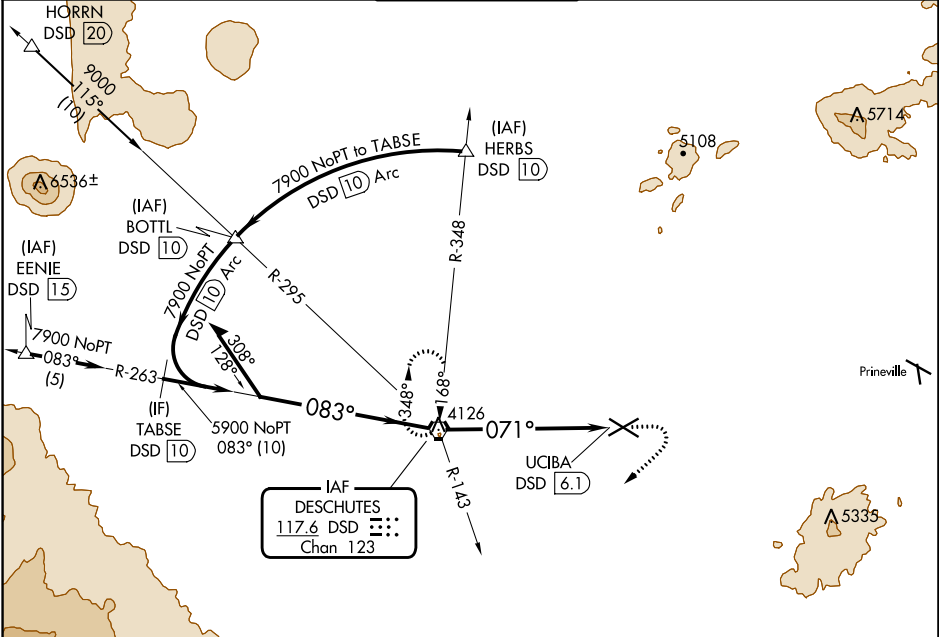 HORRN
DSD 20
9000
115°
(10)
6536±
(IAF)
BOTTL
DSD 10
7900 NoPT to TABSE
DSD 10 Arc
(IAF)
HERBS
DSD 10
5108
5714
R-348
R-295
7900 NoPT
DSD 10 Arc
(IAF)
EENIE
DSD 15
7900 NoPT
083°
(5)
R-263
308°
128°
(IF)
TABSE
DSD 10
5900 NoPT
083° (10)
083°
348°
168°
4126
071°
Prineville
UCIBA
DSD 6.1
R-143
IAF
DESCHUTES
117.6 DSD
Chan 123
5335